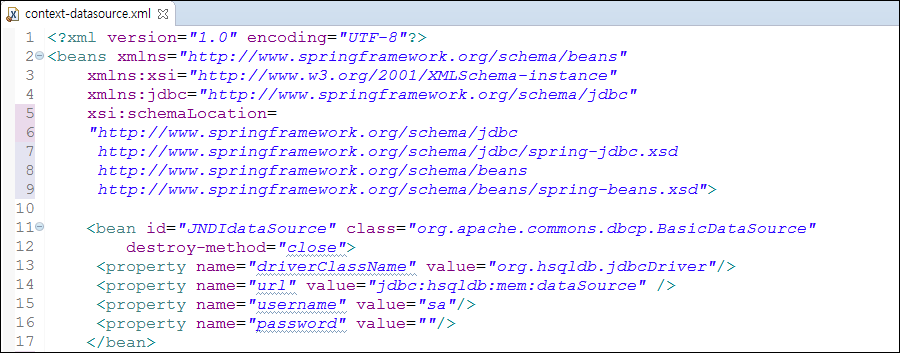 context-datasource.xml
1 <?xml version="1.0" encoding="UTF-8"?>
2 <beans xmlns="http://www.springframework.org/schema/beans"
3 xmlns:xsi="http://www.w3.org/2001/XMLSchema-instance"
4 xmlns:jdbc="http://www.springframework.org/schema/jdbc"
5 xsi:schemaLocation=
6 "http://www.springframework.org/schema/jdbc
7 http://www.springframework.org/schema/jdbc/spring-jdbc.xsd
8 http://www.springframework.org/schema/beans
9 http://www.springframework.org/schema/beans/spring-beans.xsd">
10
11 <bean id="JNDIdataSource" class="org.apache.commons.dbcp.BasicDataSource"
12 destroy-method="close">
13 <property name="driverClassName" value="org.hsqldb.jdbcDriver"/>
14 <property name="url" value="jdbc:hsqldb:mem:dataSource" />
15 <property name="username" value="sa"/>
16 <property name="password" value=""/>
17 </bean>